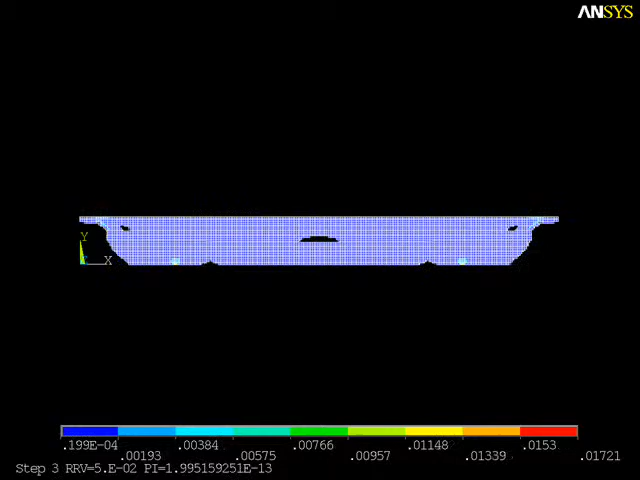 ANSYS
Y
X
.199E-04 .00384 .00766 .01148 .0153
.00193 .00575 .00957 .01339 .01721
Step 3 RRV=5.E-02 PI=1.995159251E-13